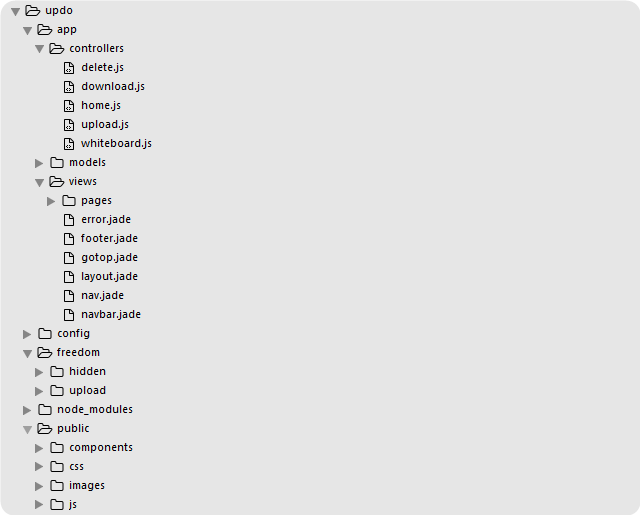 updo
app
controllers
delete.js
download.js
home.js
upload.js
whiteboard.js
models
views
pages
error.jade
footer.jade
gotop.jade
layout.jade
nav.jade
navbar.jade
config
freedom
hidden
upload
node_modules
public
components
css
images
js